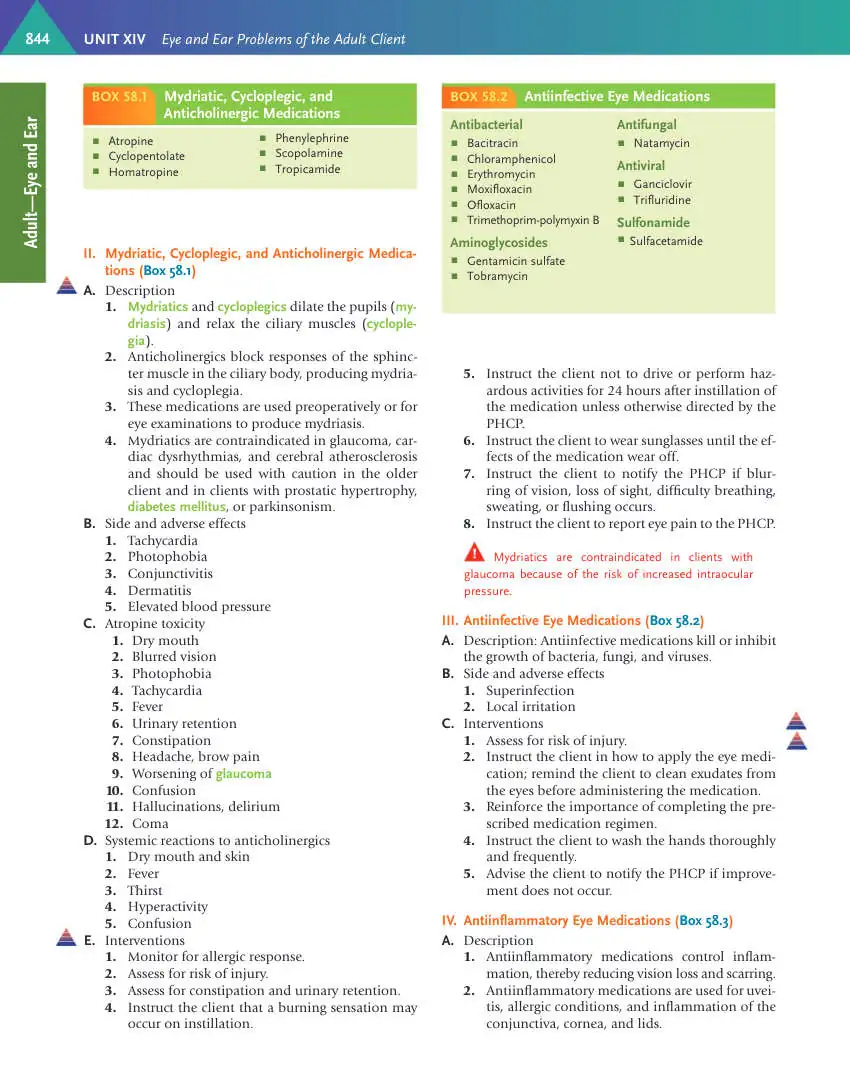 844 UNIT XIV Eye and Ear Problems of the Adult Client
Adult—Eye and Ear
BOX 58.1 Mydriatic, Cycloplegic, and
Anticholinergic Medications
■ Atropine
■ Cyclopentolate
■ Homatropine
■ Phenylephrine
■ Scopolamine
■ Tropicamide
II. Mydriatic, Cycloplegic, and Anticholinergic Medica-
tions (Box 58.1)
A. Description
1. Mydriatics and cycloplegics dilate the pupils (my-
driasis) and relax the ciliary muscles (cyclople-
gia).
2. Anticholinergics block responses of the sphinc-
ter muscle in the ciliary body, producing mydria-
sis and cycloplegia.
3. These medications are used preoperatively or for
eye examinations to produce mydriasis.
4. Mydriatics are contraindicated in glaucoma, car-
diac dysrhythmias, and cerebral atherosclerosis
and should be used with caution in the older
client and in clients with prostatic hypertrophy,
diabetes mellitus, or parkinsonism.
B. Side and adverse effects
1. Tachycardia
2. Photophobia
3. Conjunctivitis
4. Dermatitis
5. Elevated blood pressure
C. Atropine toxicity
1. Dry mouth
2. Blurred vision
3. Photophobia
4. Tachycardia
5. Fever
6. Urinary retention
7. Constipation
8. Headache, brow pain
9. Worsening of glaucoma
10. Confusion
11. Hallucinations, delirium
12. Coma
D. Systemic reactions to anticholinergics
1. Dry mouth and skin
2. Fever
3. Thirst
4. Hyperactivity
5. Confusion
E. Interventions
1. Monitor for allergic response.
2. Assess for risk of injury.
3. Assess for constipation and urinary retention.
4. Instruct the client that a burning sensation may
occur on instillation.
BOX 58.2 Antiinfective Eye Medications
Antibacterial
■ Bacitracin
■ Chloramphenicol
■ Erythromycin
■ Moxifloxacin
■ Ofloxacin
■ Trimethoprim-polymyxin B
Aminoglycosides
■ Gentamicin sulfate
■ Tobramycin
Antifungal
■ Natamycin
Antiviral
■ Ganciclovir
■ Trifluridine
Sulfonamide
■ Sulfacetamide
5. Instruct the client not to drive or perform haz-
ardous activities for 24 hours after instillation of
the medication unless otherwise directed by the
PHCP.
6. Instruct the client to wear sunglasses until the ef-
fects of the medication wear off.
7. Instruct the client to notify the PHCP if blur-
ring of vision, loss of sight, difficulty breathing,
sweating, or flushing occurs.
8. Instruct the client to report eye pain to the PHCP.
! Mydriatics are contraindicated in clients with
glaucoma because of the risk of increased intraocular
pressure.
III. Antiinfective Eye Medications (Box 58.2)
A. Description: Antiinfective medications kill or inhibit
the growth of bacteria, fungi, and viruses.
B. Side and adverse effects
1. Superinfection
2. Local irritation
C. Interventions
1. Assess for risk of injury.
2. Instruct the client in how to apply the eye medi-
cation; remind the client to clean exudates from
the eyes before administering the medication.
3. Reinforce the importance of completing the pre-
scribed medication regimen.
4. Instruct the client to wash the hands thoroughly
and frequently.
5. Advise the client to notify the PHCP if improve-
ment does not occur.
IV. Antiinflammatory Eye Medications (Box 58.3)
A. Description
1. Antiinflammatory medications control inflam-
mation, thereby reducing vision loss and scarring.
2. Antiinflammatory medications are used for uvei-
tis, allergic conditions, and inflammation of the
conjunctiva, cornea, and lids.